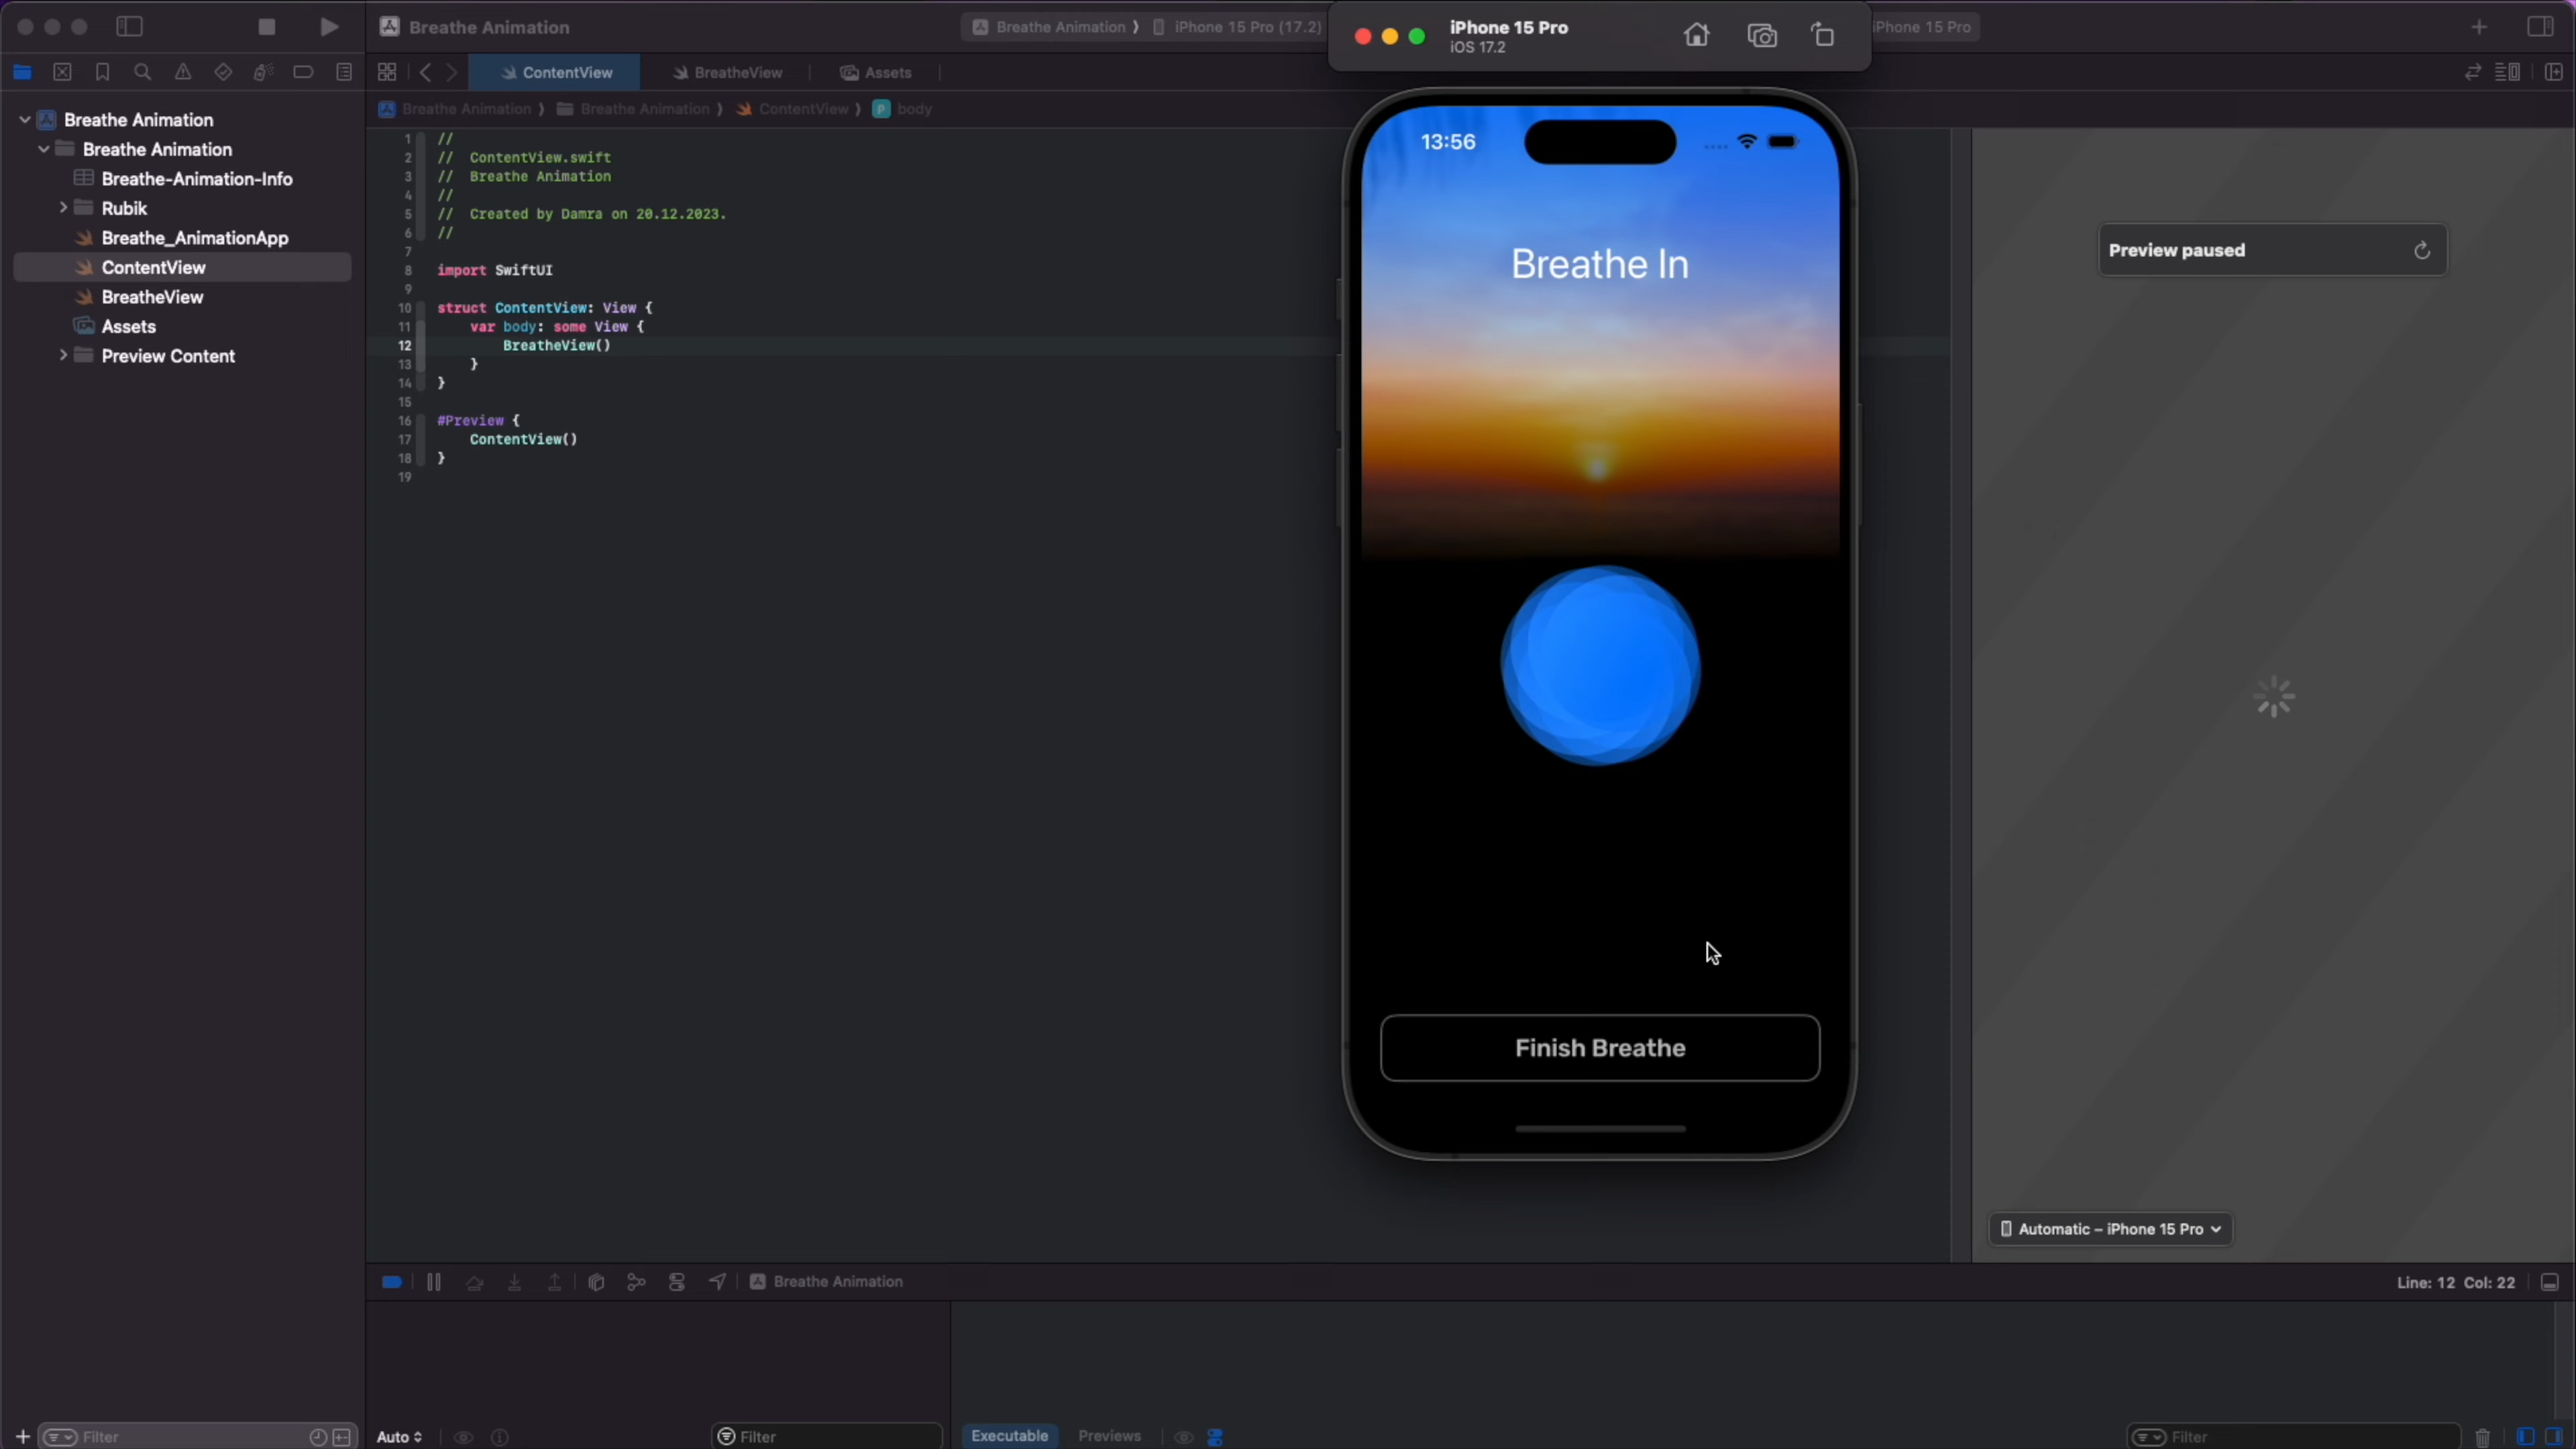 Breathe Animation
Breathe Animation ❭ iPhone 15 Pro (17.2)
iPhone 15 Pro
iOS 17.2
iPhone 15 Pro
ContentView
BreatheView
Assets
Breathe Animation ❭ Breathe Animation ❭ ContentView ❭ P body
Breathe Animation
Breathe Animation
Breathe-Animation-Info
Rubik
Breathe_AnimationApp
ContentView
BreatheView
Assets
Preview Content
1 //
2 // ContentView.swift
3 // Breathe Animation
4 //
5 // Created by Damra on 20.12.2023.
6 //
7
8 import SwiftUI
9
10 struct ContentView: View {
11 var body: some View {
12 BreatheView()
13 }
14 }
15
16 #Preview {
17 ContentView()
18 }
19
13:56
Breathe In
Finish Breathe
Preview paused
Automatic – iPhone 15 Pro
Breathe Animation
Line: 12 Col: 22
Filter
Auto
Filter
Executable
Previews
Filter